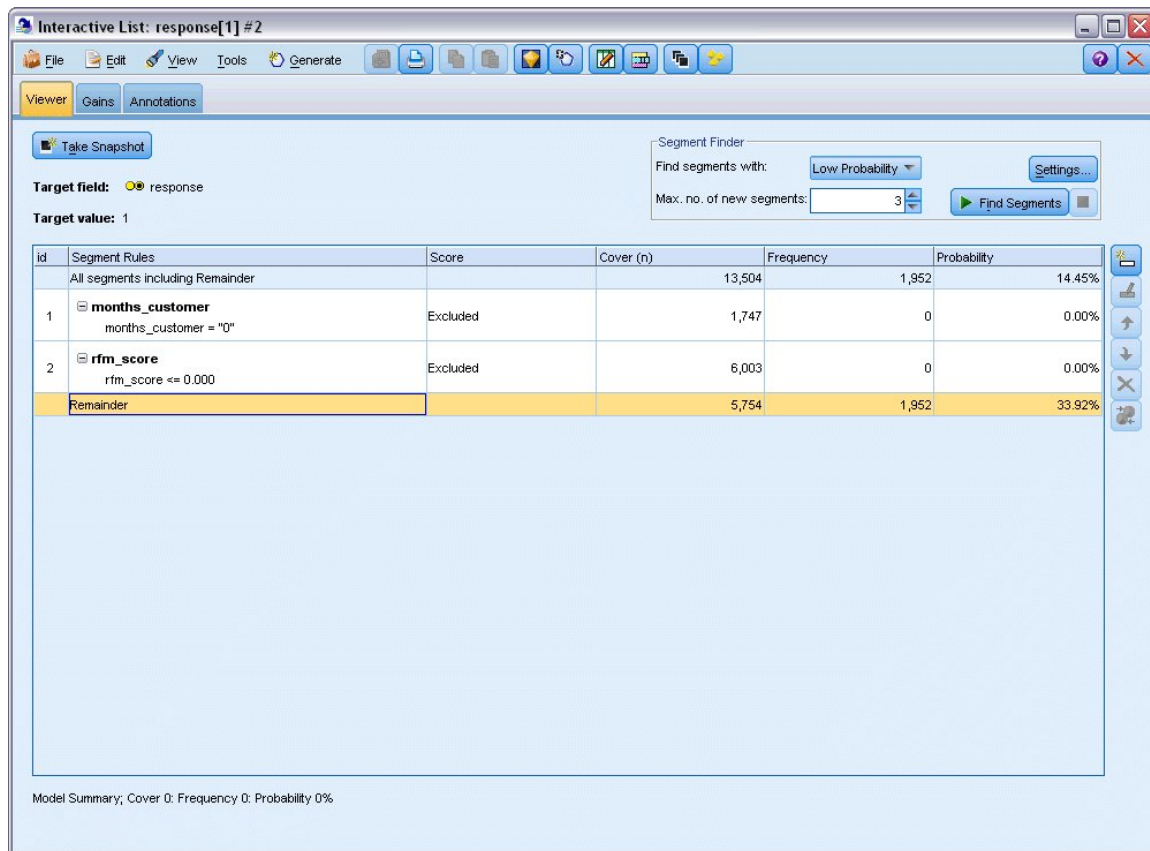 Interactive List: response[1] #2
File Edit View Tools Generate
Viewer Gains Annotations
Take Snapshot
Segment Finder
Find segments with: Low Probability Settings...
Target field: response
Max. no. of new segments: 3 Find Segments
Target value: 1
id Segment Rules Score Cover (n) Frequency Probability
All segments including Remainder 13,504 1,952 14.45%
months_customer
1 Excluded 1,747 0 0.00%
months_customer = "0"
rfm_score
2 Excluded 6,003 0 0.00%
rfm_score <= 0.000
Remainder 5,754 1,952 33.92%
Model Summary; Cover 0: Frequency 0: Probability 0%